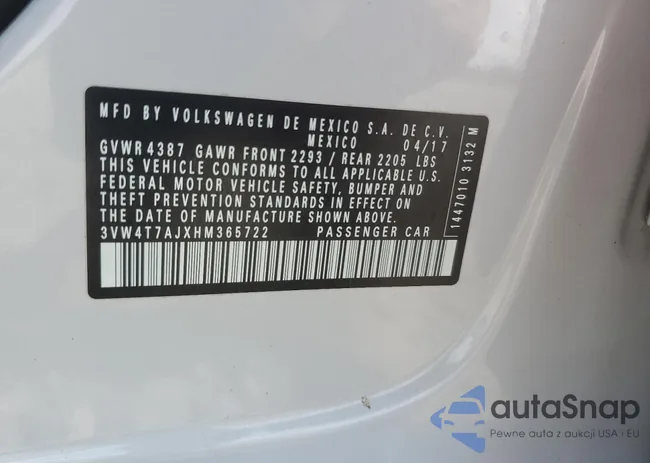 MFD BY VOLKSWAGEN DE MEXICO S.A. DE C.V.
MEXICO 04/17
GVWR 4387 GAWR FRONT 2293 / REAR 2205 LBS
THIS VEHICLE CONFORMS TO ALL APPLICABLE U.S.
FEDERAL MOTOR VEHICLE SAFETY, BUMPER AND
THEFT PREVENTION STANDARDS IN EFFECT ON
THE DATE OF MANUFACTURE SHOWN ABOVE.
3VW4T7AJXHM365722 PASSENGER CAR
1447010 3132 M
autaSnap
Pewne auta z aukcji USA i EU